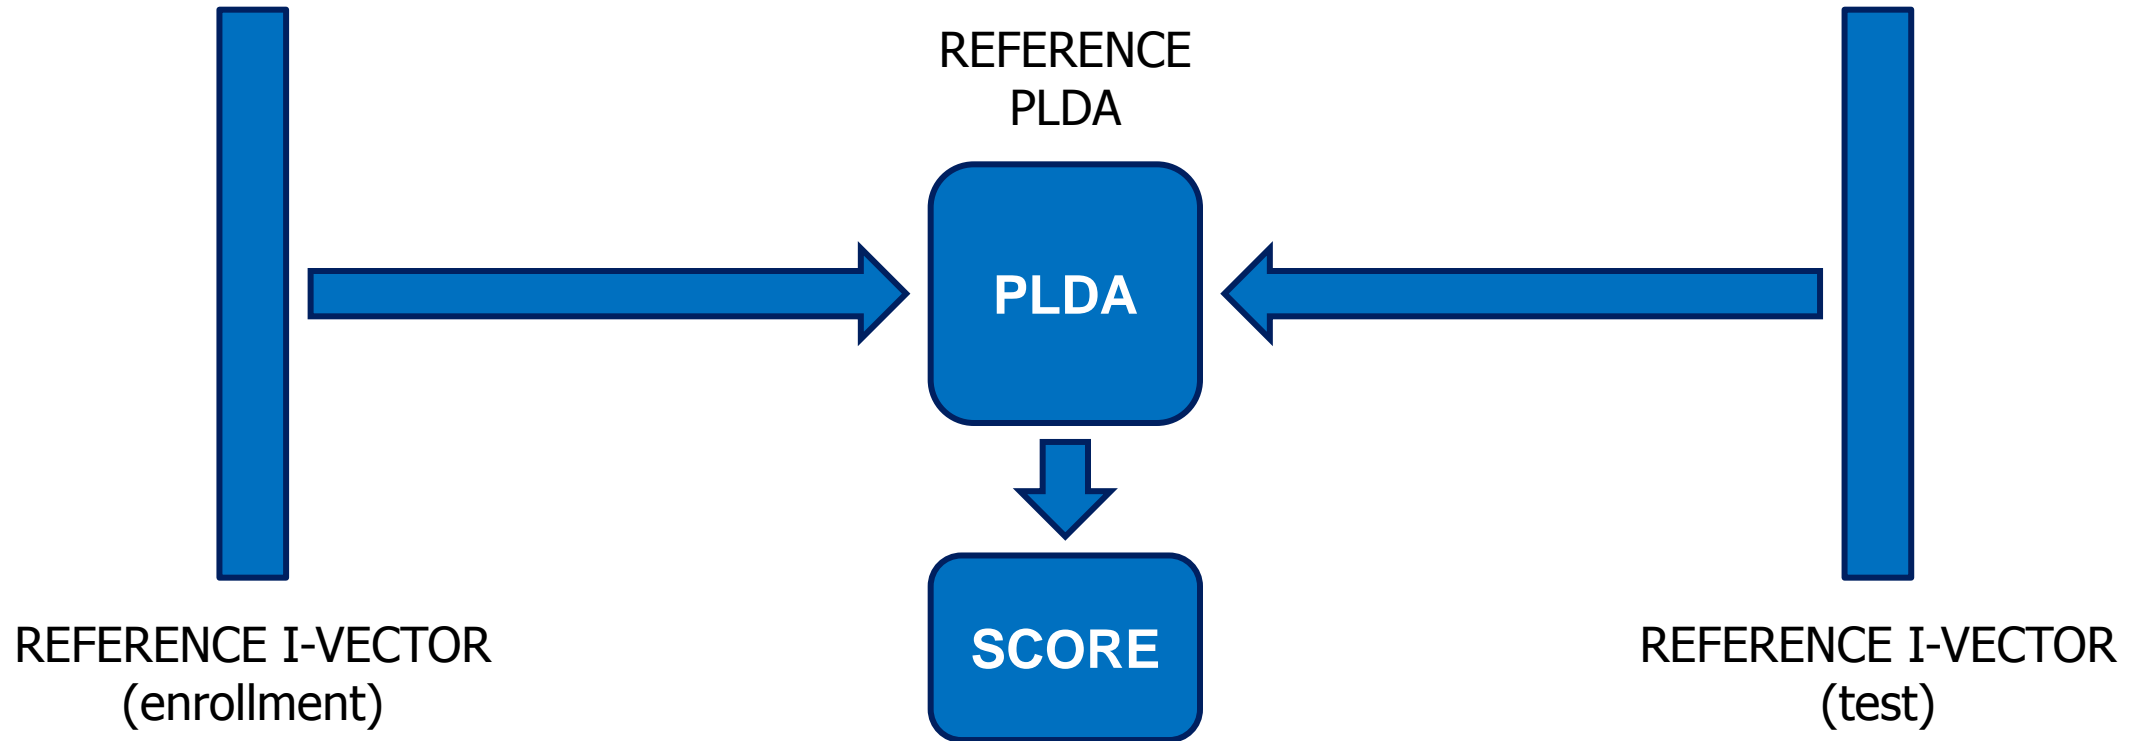 REFERENCE
PLDA
PLDA
SCORE
REFERENCE I-VECTOR
(enrollment)
REFERENCE I-VECTOR
(test)